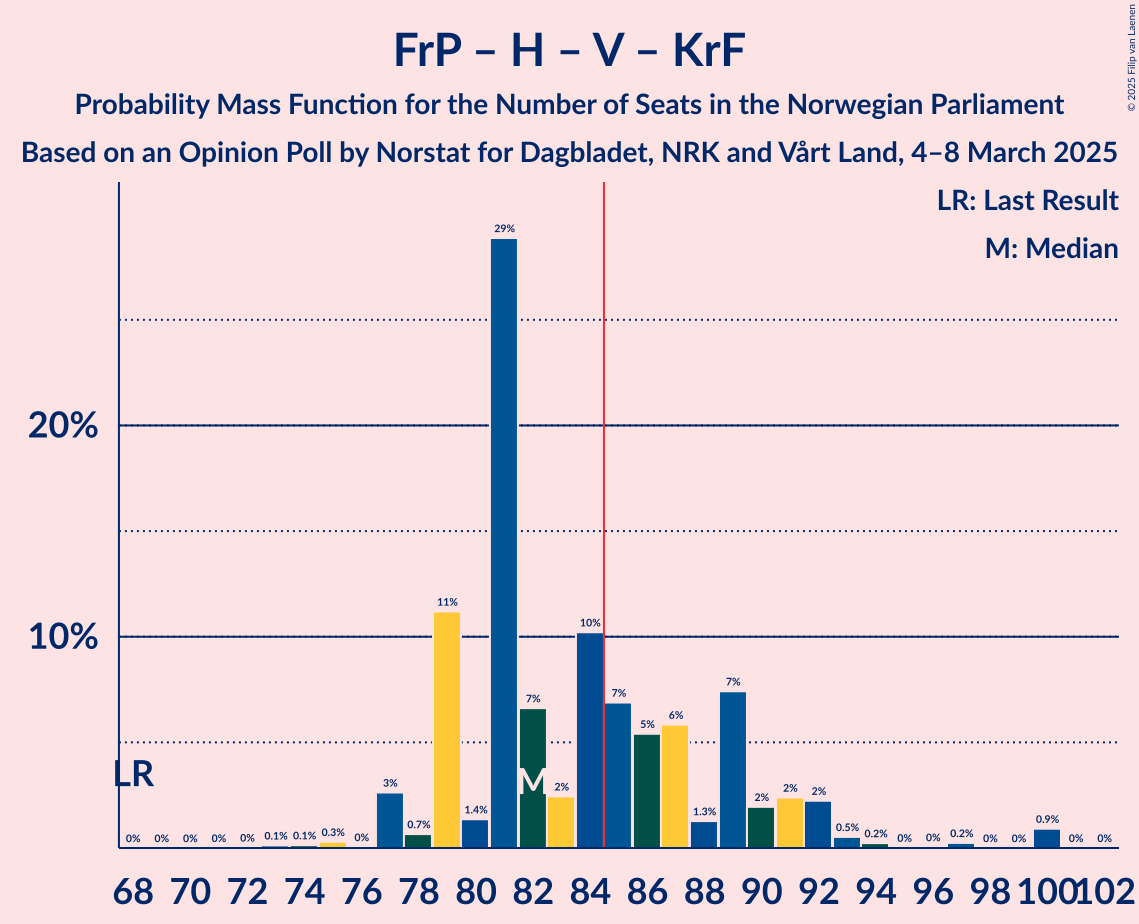 FrP – H – V – KrF
Probability Mass Function for the Number of Seats in the Norwegian Parliament
Based on an Opinion Poll by Norstat for Dagbladet, NRK and Vårt Land, 4–8 March 2025
© 2025 Filip van Laenen
LR: Last Result
M: Median
20%
10%
LR
M
0% 0% 0% 0% 0% 0.1% 0.1% 0.3% 0% 3% 0.7% 11% 1.4% 29% 7% 2% 10% 7% 5% 6% 1.3% 7% 2% 2% 2% 0.5% 0.2% 0% 0% 0.2% 0% 0% 0.9% 0% 0%
68 70 72 74 76 78 80 82 84 86 88 90 92 94 96 98 100 102